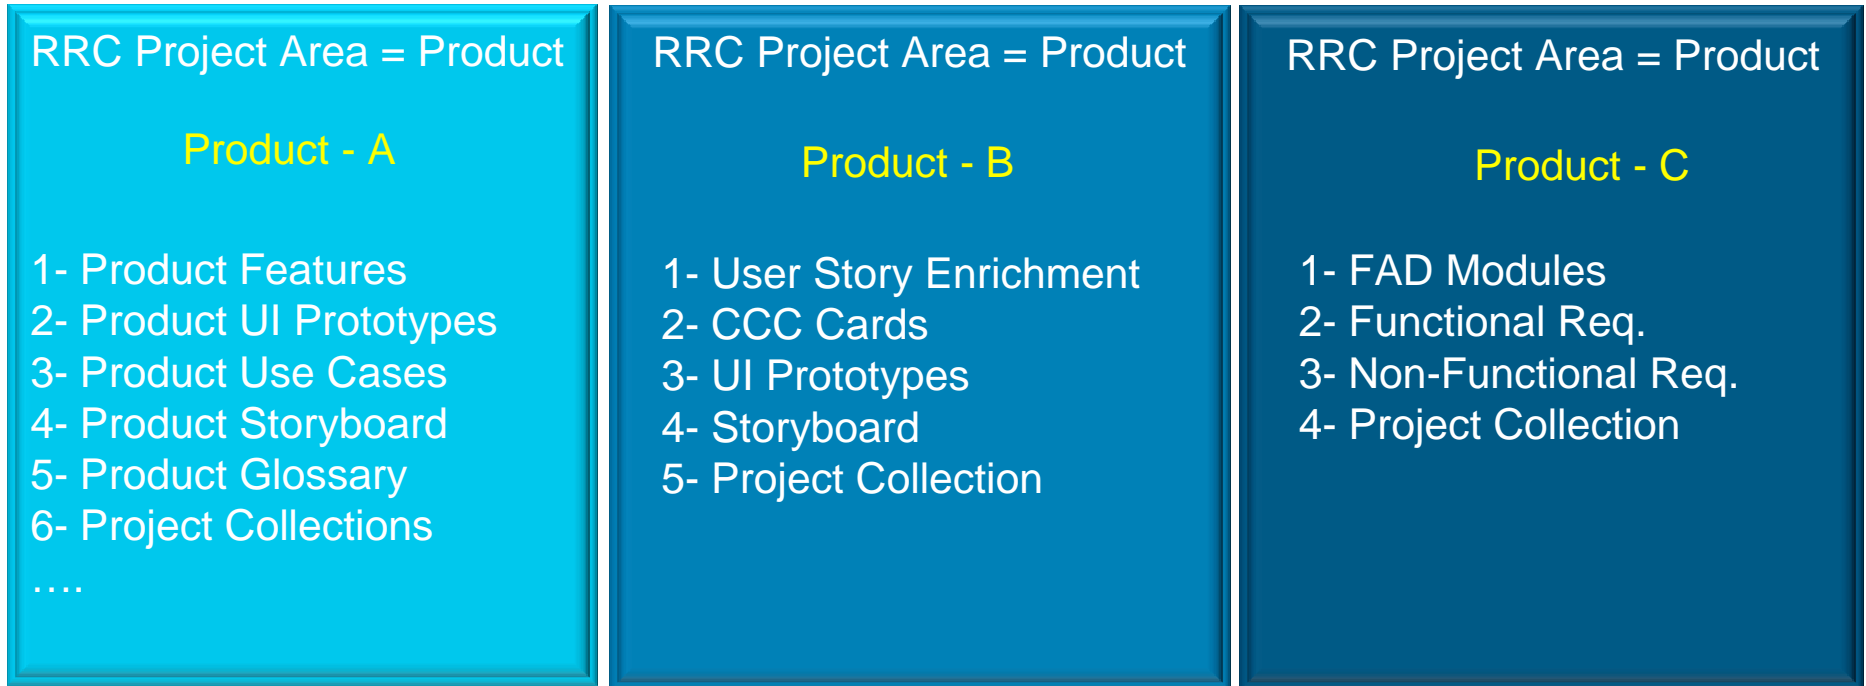 RRC Project Area = Product
Product - A
1- Product Features
2- Product UI Prototypes
3- Product Use Cases
4- Product Storyboard
5- Product Glossary
6- Project Collections
….
RRC Project Area = Product
Product - B
1- User Story Enrichment
2- CCC Cards
3- UI Prototypes
4- Storyboard
5- Project Collection
RRC Project Area = Product
Product - C
1- FAD Modules
2- Functional Req.
3- Non-Functional Req.
4- Project Collection